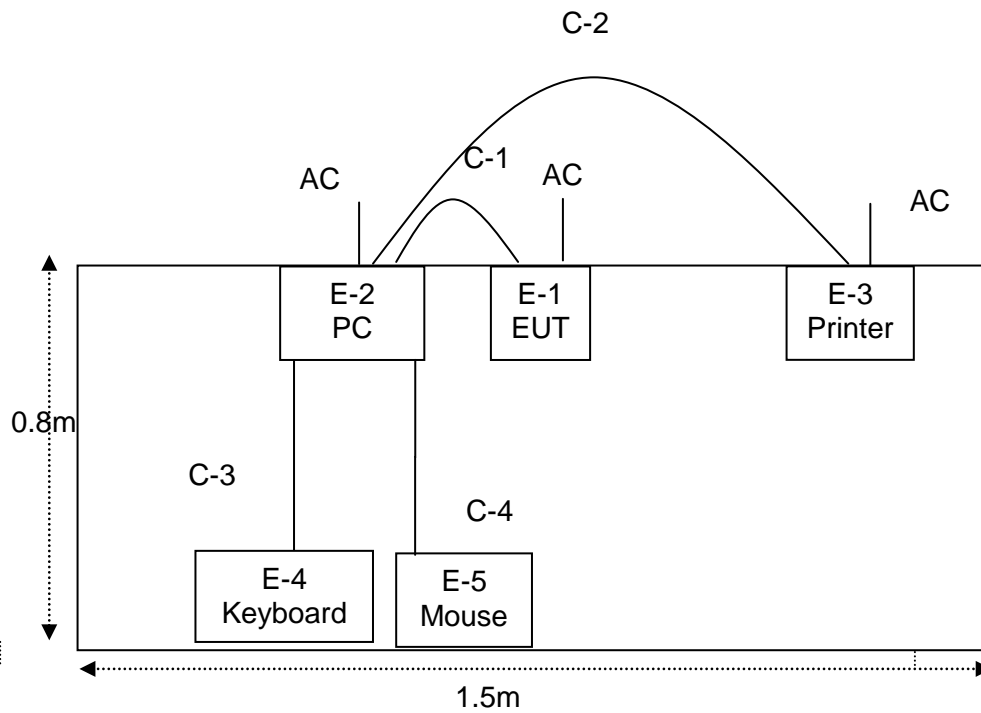 C-2
C-1
AC
AC
AC
E-2
PC
E-1
EUT
E-3
Printer
0.8m
C-3
C-4
E-4
Keyboard
E-5
Mouse
1.5m